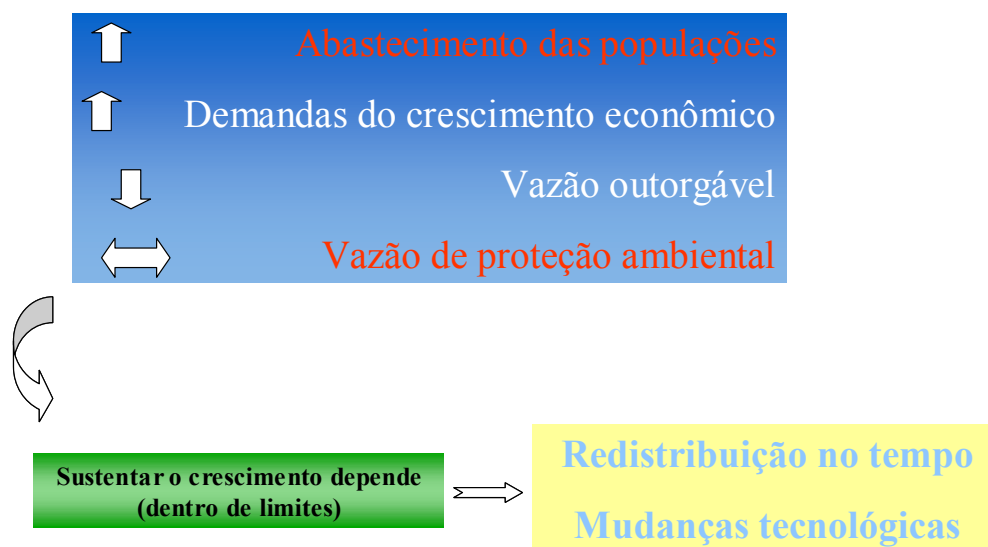 Abastecimento das populações
Demandas do crescimento econômico
Vazão outorgável
Vazão de proteção ambiental
Sustentar o crescimento depende
(dentro de limites)
Redistribuição no tempo
Mudanças tecnológicas